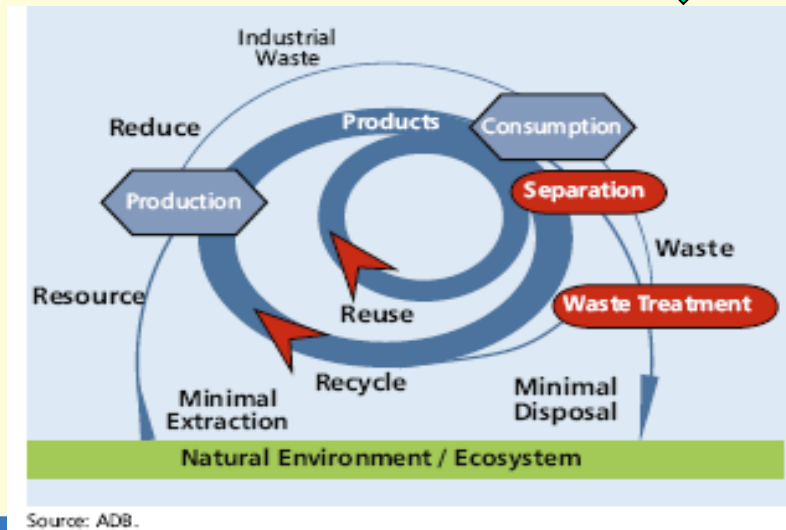 Industrial
Waste
Reduce
Products
Consumption
Production
Separation
Waste
Resource
Reuse
Waste Treatment
Recycle
Minimal
Extraction
Minimal
Disposal
Natural Environment / Ecosystem
Source: ADB.